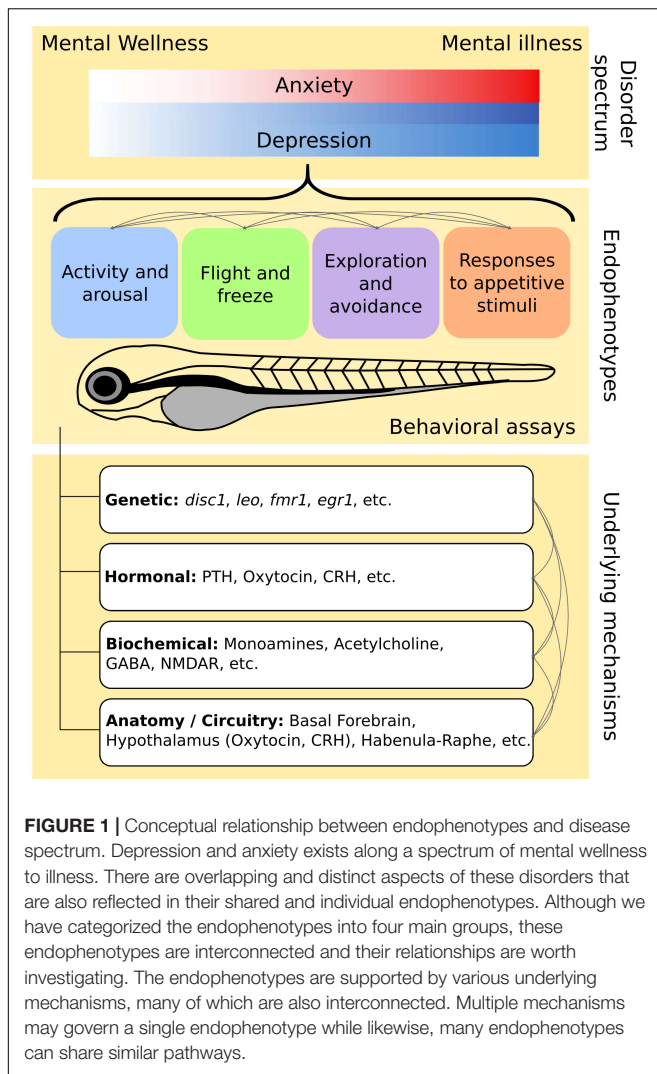 Mental Wellness Mental illness
Anxiety
Depression
Disorder
spectrum
Activity and
arousal
Flight and
freeze
Exploration
and
avoidance
Responses
to appetitive
stimuli
Behavioral assays
Endophenotypes
Genetic: disc1, leo, fmr1, egr1, etc.
Hormonal: PTH, Oxytocin, CRH, etc.
Biochemical: Monoamines, Acetylcholine,
GABA, NMDAR, etc.
Anatomy / Circuitry: Basal Forebrain,
Hypothalamus (Oxytocin, CRH), Habenula-Raphe, etc.
Underlying mechanisms
FIGURE 1 | Conceptual relationship between endophenotypes and disease
spectrum. Depression and anxiety exists along a spectrum of mental wellness
to illness. There are overlapping and distinct aspects of these disorders that
are also reflected in their shared and individual endophenotypes. Although we
have categorized the endophenotypes into four main groups, these
endophenotypes are interconnected and their relationships are worth
investigating. The endophenotypes are supported by various underlying
mechanisms, many of which are also interconnected. Multiple mechanisms
may govern a single endophenotype while likewise, many endophenotypes
can share similar pathways.